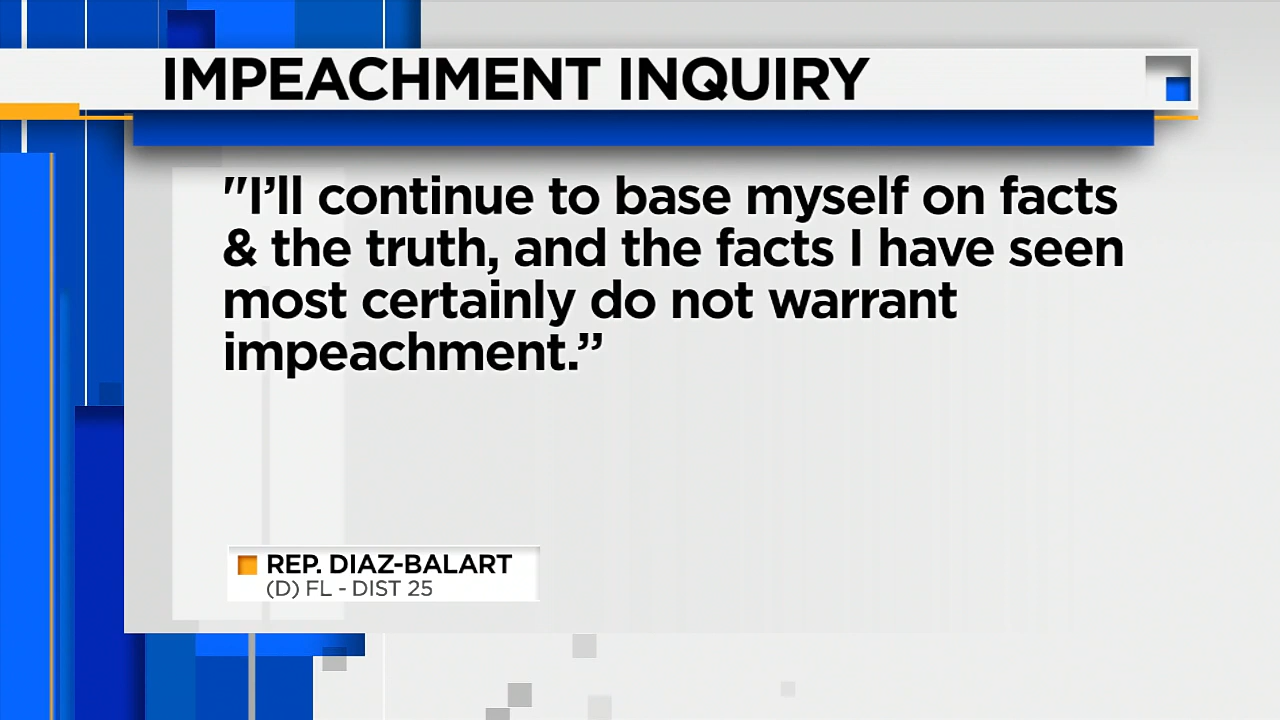 IMPEACHMENT INQUIRY
"I’ll continue to base myself on facts
& the truth, and the facts I have seen
most certainly do not warrant
impeachment.”
REP. DIAZ-BALART
(D) FL - DIST 25